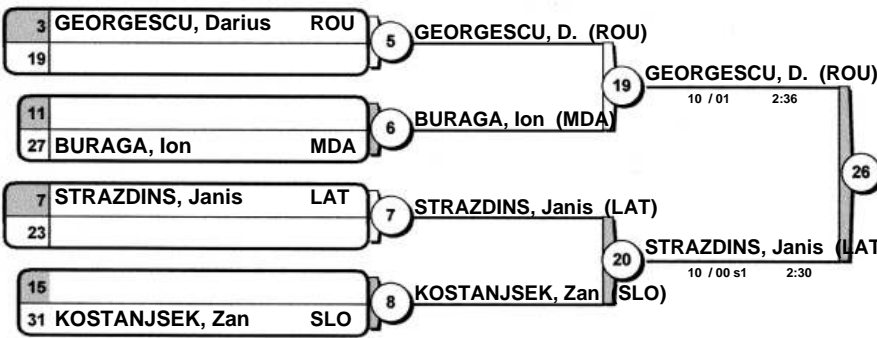 3 GEORGESCU, Darius ROU
19
5
GEORGESCU, D. (ROU)
11
27 BURAGA, Ion MDA
6
BURAGA, Ion (MDA)
19
GEORGESCU, D. (ROU)
10 / 01 2:36
7 STRAZDINS, Janis LAT
23
7
STRAZDINS, Janis (LAT)
15
31 KOSTANJSEK, Zan SLO
8
KOSTANJSEK, Zan (SLO)
20
STRAZDINS, Janis (LAT
10 / 00 s1 2:30
26